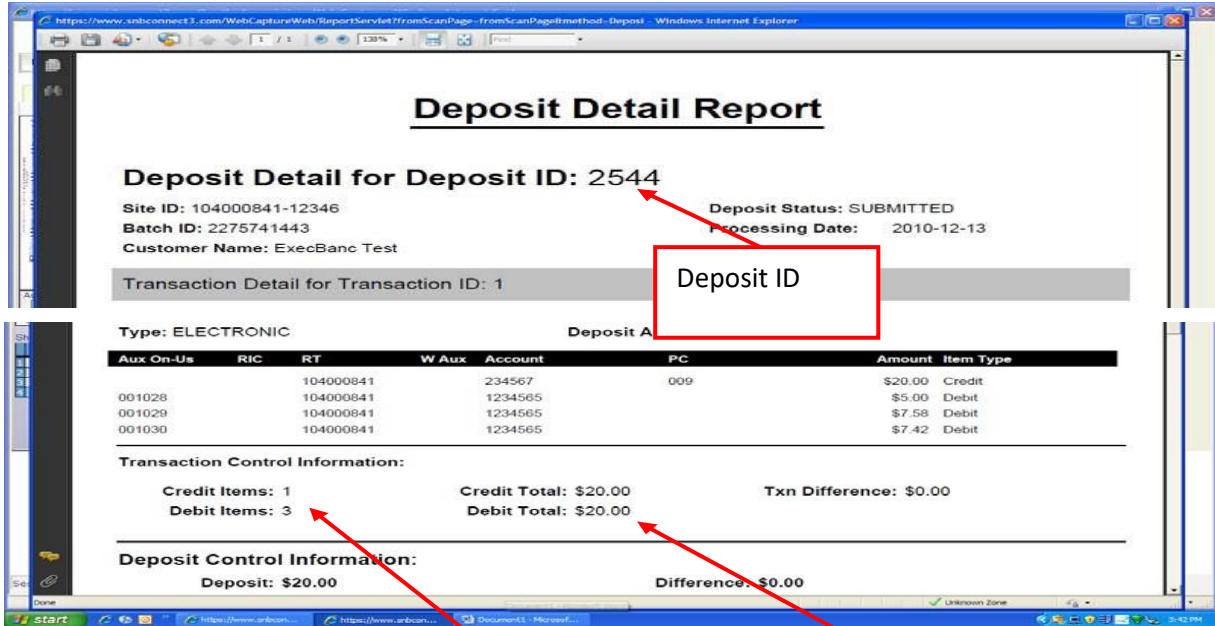 https://www.snbconnect3.com/WebCaptureWeb/ReportServlet?fromScanPage=fromScanPage&method=Deposi - Windows Internet Explorer
1 / 1 138% Find
Deposit Detail Report
Deposit Detail for Deposit ID: 2544
Site ID: 104000841-12346 Deposit Status: SUBMITTED
Batch ID: 2275741443 Processing Date: 2010-12-13
Customer Name: ExecBanc Test
Deposit ID
Transaction Detail for Transaction ID: 1
Type: ELECTRONIC Deposit A
Aux On-Us RIC RT W Aux Account PC Amount Item Type
104000841 234567 009 $20.00 Credit
001028 104000841 1234565 $5.00 Debit
001029 104000841 1234565 $7.58 Debit
001030 104000841 1234565 $7.42 Debit
Transaction Control Information:
Credit Items: 1 Credit Total: $20.00 Txn Difference: $0.00
Debit Items: 3 Debit Total: $20.00
Deposit Control Information:
Deposit: $20.00 Difference: $0.00
Done Unknown Zone
start https://www.snbcon... https://www.snbcon... Document1 - Microsof... 3:42 PM